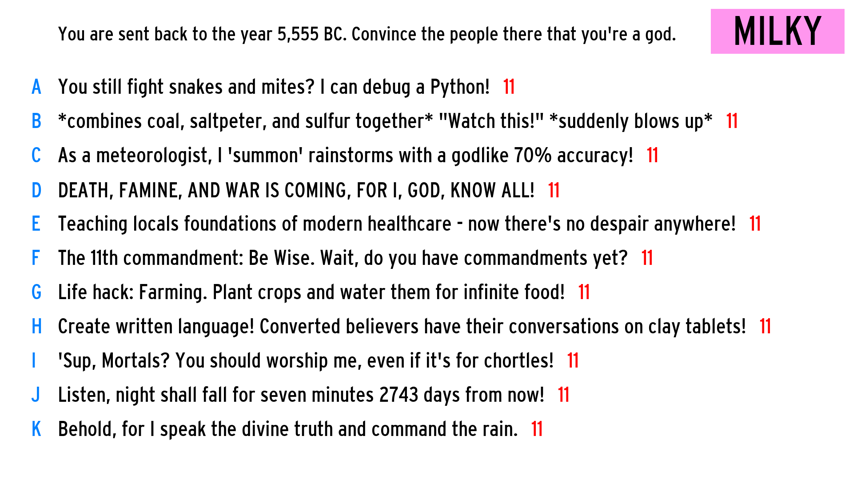 You are sent back to the year 5,555 BC. Convince the people there that you're a god.
MILKY
A You still fight snakes and mites? I can debug a Python! 11
B *combines coal, saltpeter, and sulfur together* "Watch this!" *suddenly blows up* 11
C As a meteorologist, I 'summon' rainstorms with a godlike 70% accuracy! 11
D DEATH, FAMINE, AND WAR IS COMING, FOR I, GOD, KNOW ALL! 11
E Teaching locals foundations of modern healthcare - now there's no despair anywhere! 11
F The 11th commandment: Be Wise. Wait, do you have commandments yet? 11
G Life hack: Farming. Plant crops and water them for infinite food! 11
H Create written language! Converted believers have their conversations on clay tablets! 11
I 'Sup, Mortals? You should worship me, even if it's for chortles! 11
J Listen, night shall fall for seven minutes 2743 days from now! 11
K Behold, for I speak the divine truth and command the rain. 11